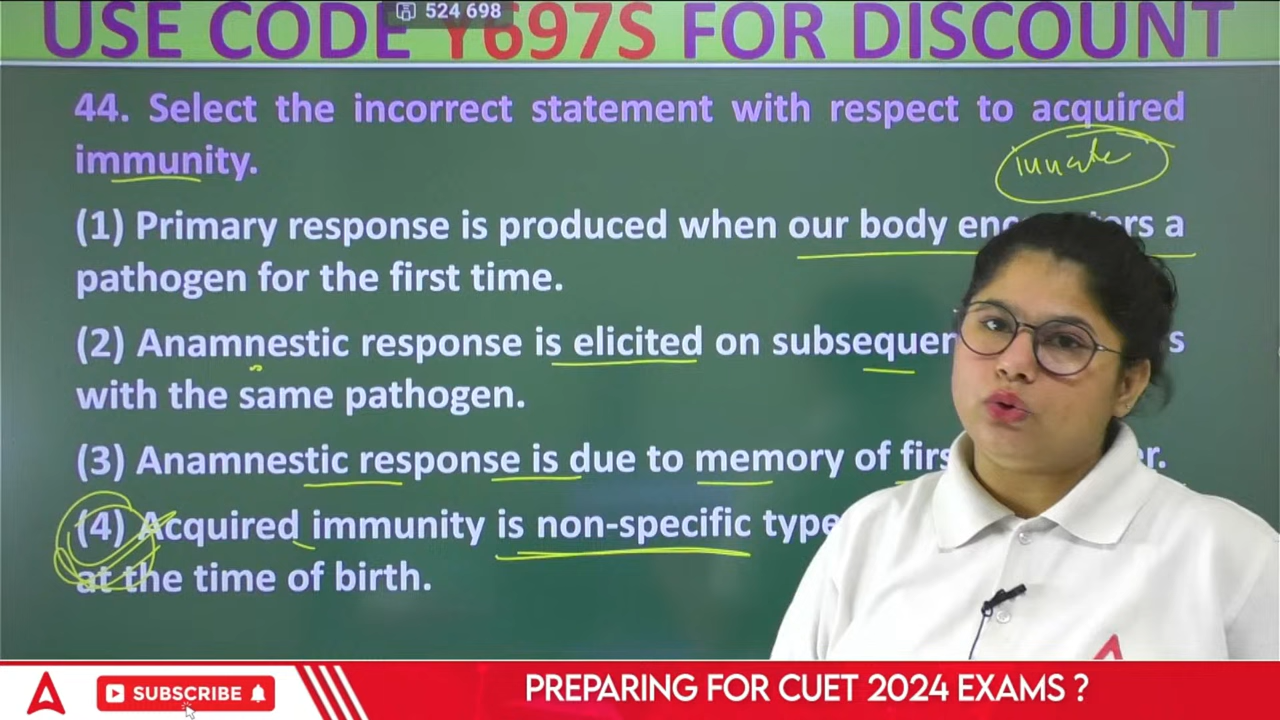 524 698
USE CODE Y697S FOR DISCOUNT
44. Select the incorrect statement with respect to acquired
immunity.
innate
(1) Primary response is produced when our body a
pathogen for the first time.
(2) Anamnestic response is elicited on
with the same pathogen.
(3) Anamnestic response is due to memory of
(4) Acquired immunity is non-specific type
at the time of birth.
SUBSCRIBE
PREPARING FOR CUET 2024 EXAMS ?